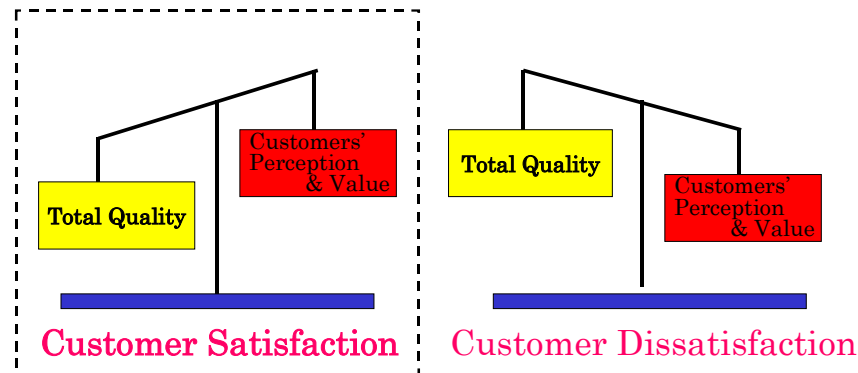 Customers'
Perception
& Value
Total Quality
Customer Satisfaction
Total Quality
Customers'
Perception
& Value
Customer Dissatisfaction